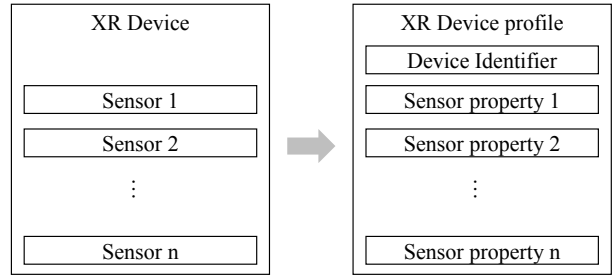 XR Device
Sensor 1
Sensor 2
⋮
Sensor n
XR Device profile
Device Identifier
Sensor property 1
Sensor property 2
⋮
Sensor property n